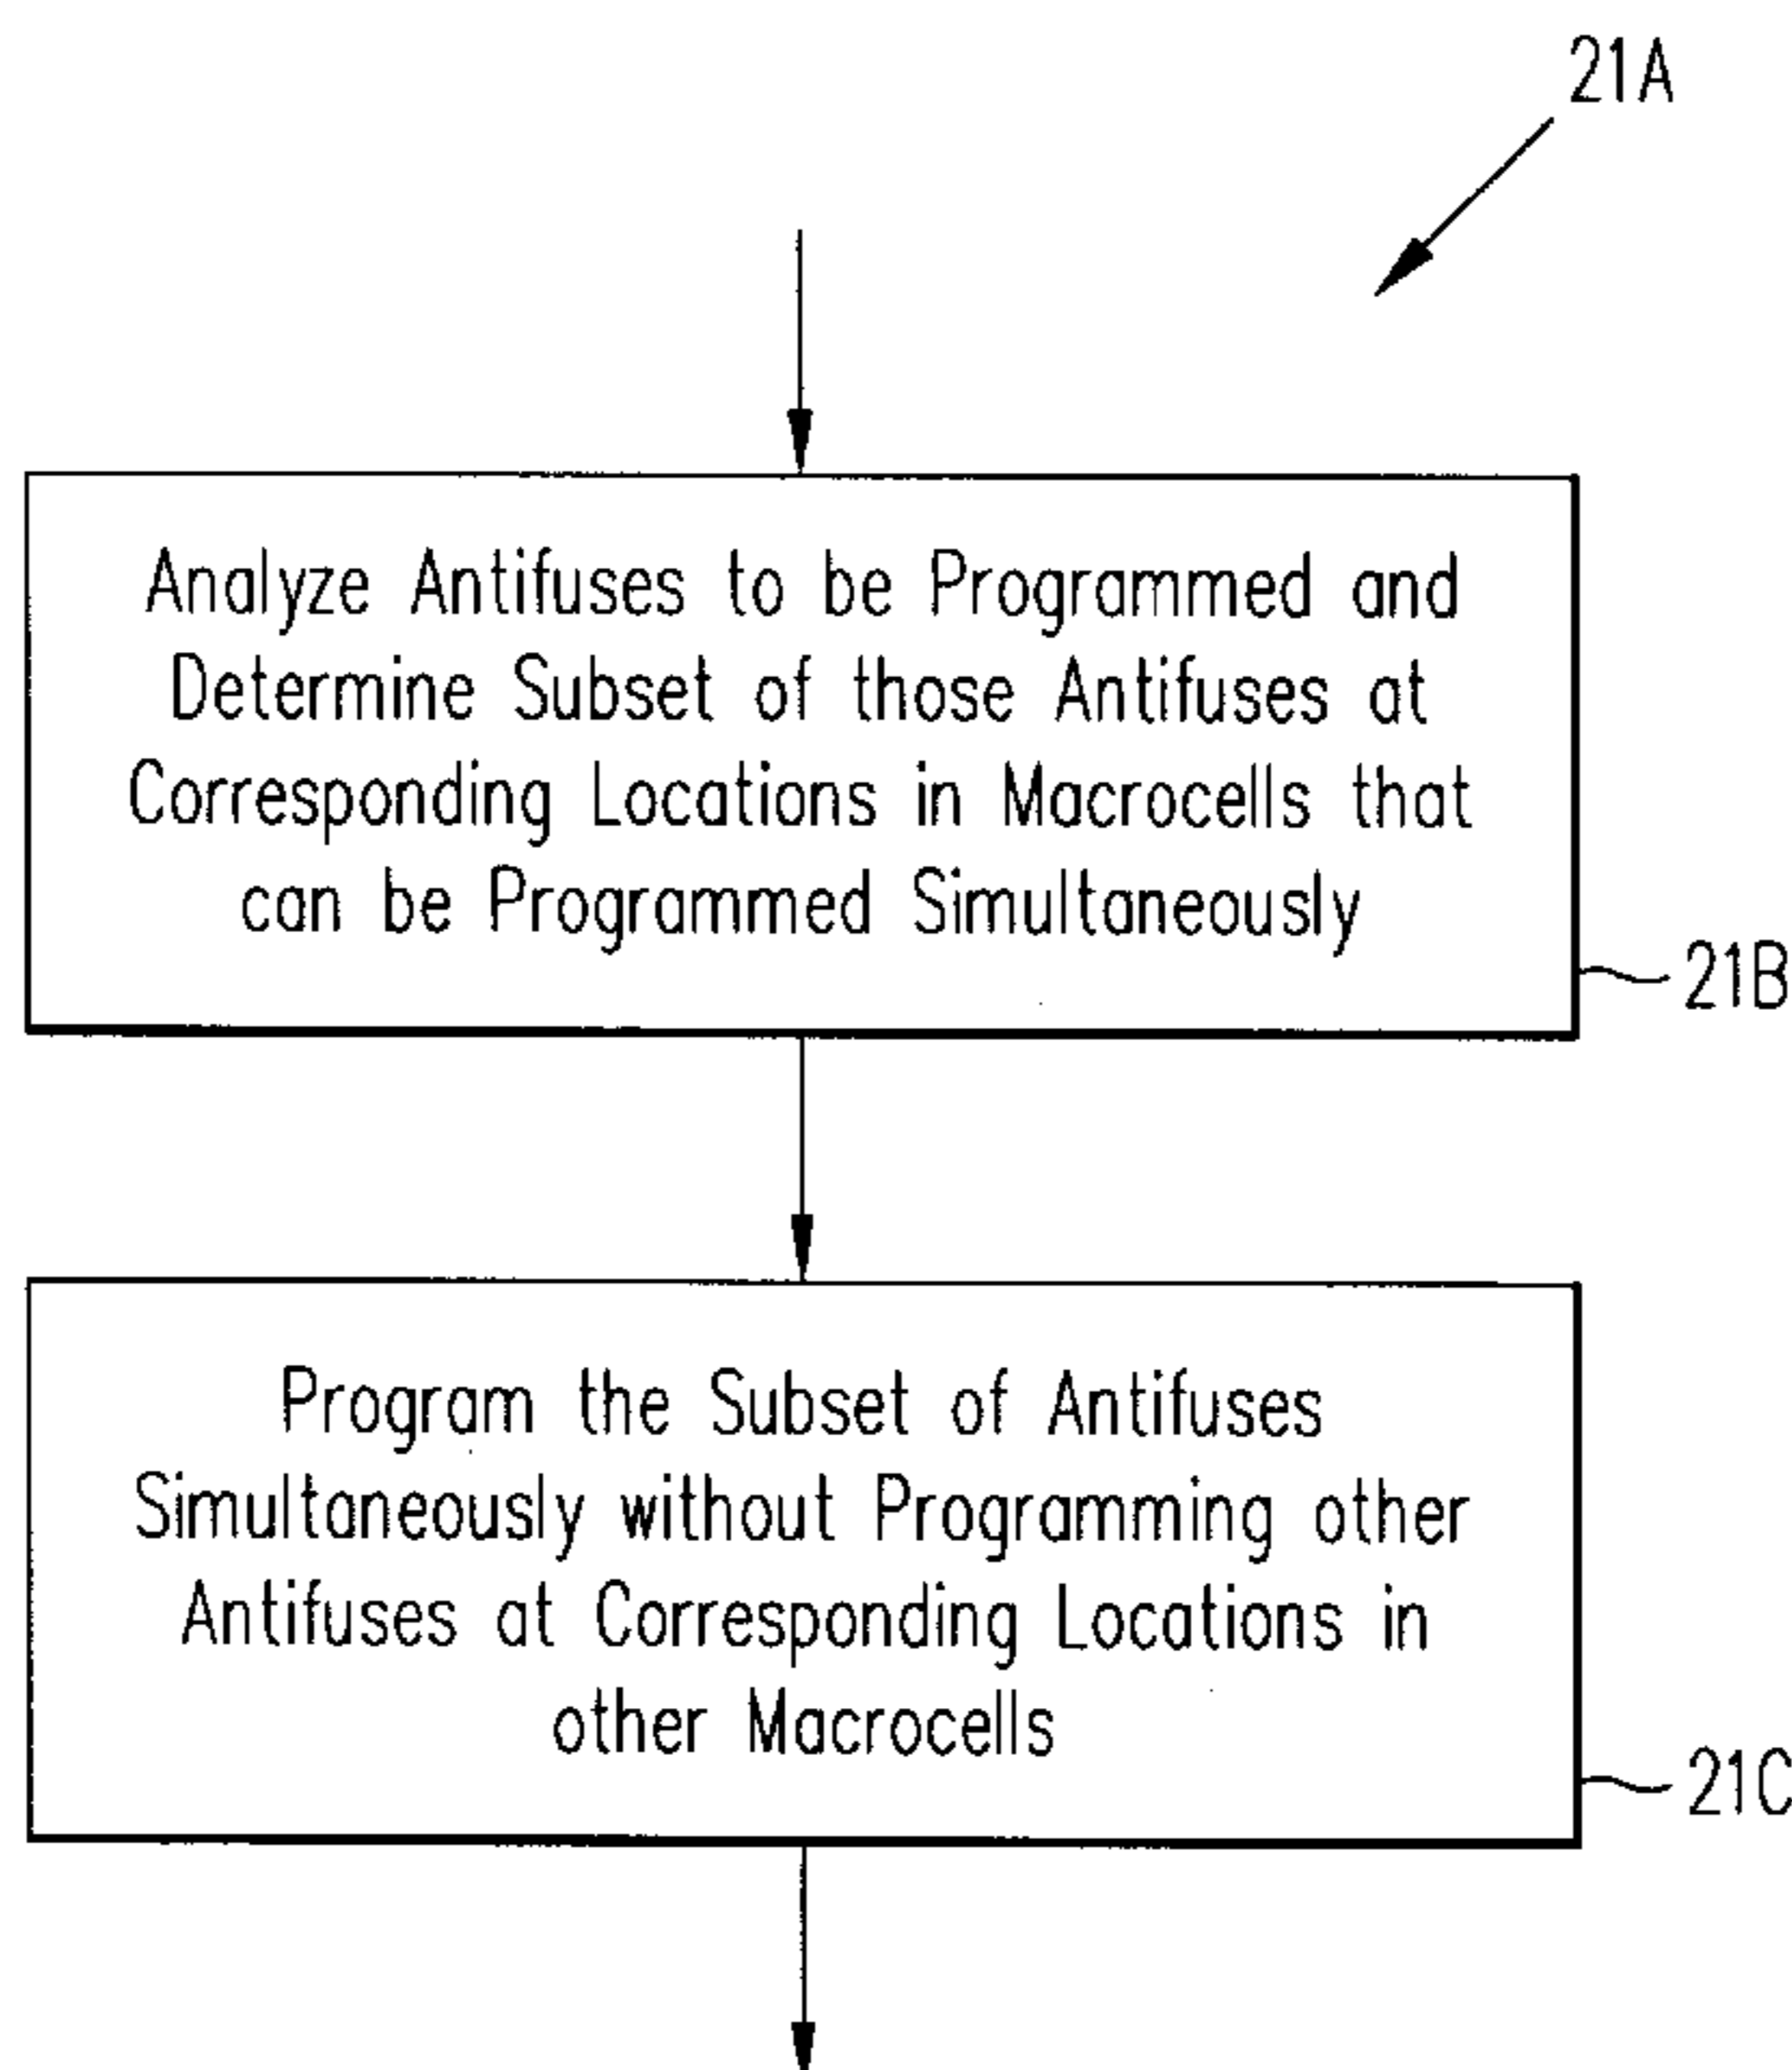 21A
Analyze Antifuses to be Programmed and
Determine Subset of those Antifuses at
Corresponding Locations in Macrocells that
can be Programmed Simultaneously
21B
Program the Subset of Antifuses
Simultaneously without Programming other
Antifuses at Corresponding Locations in
other Macrocells
21C